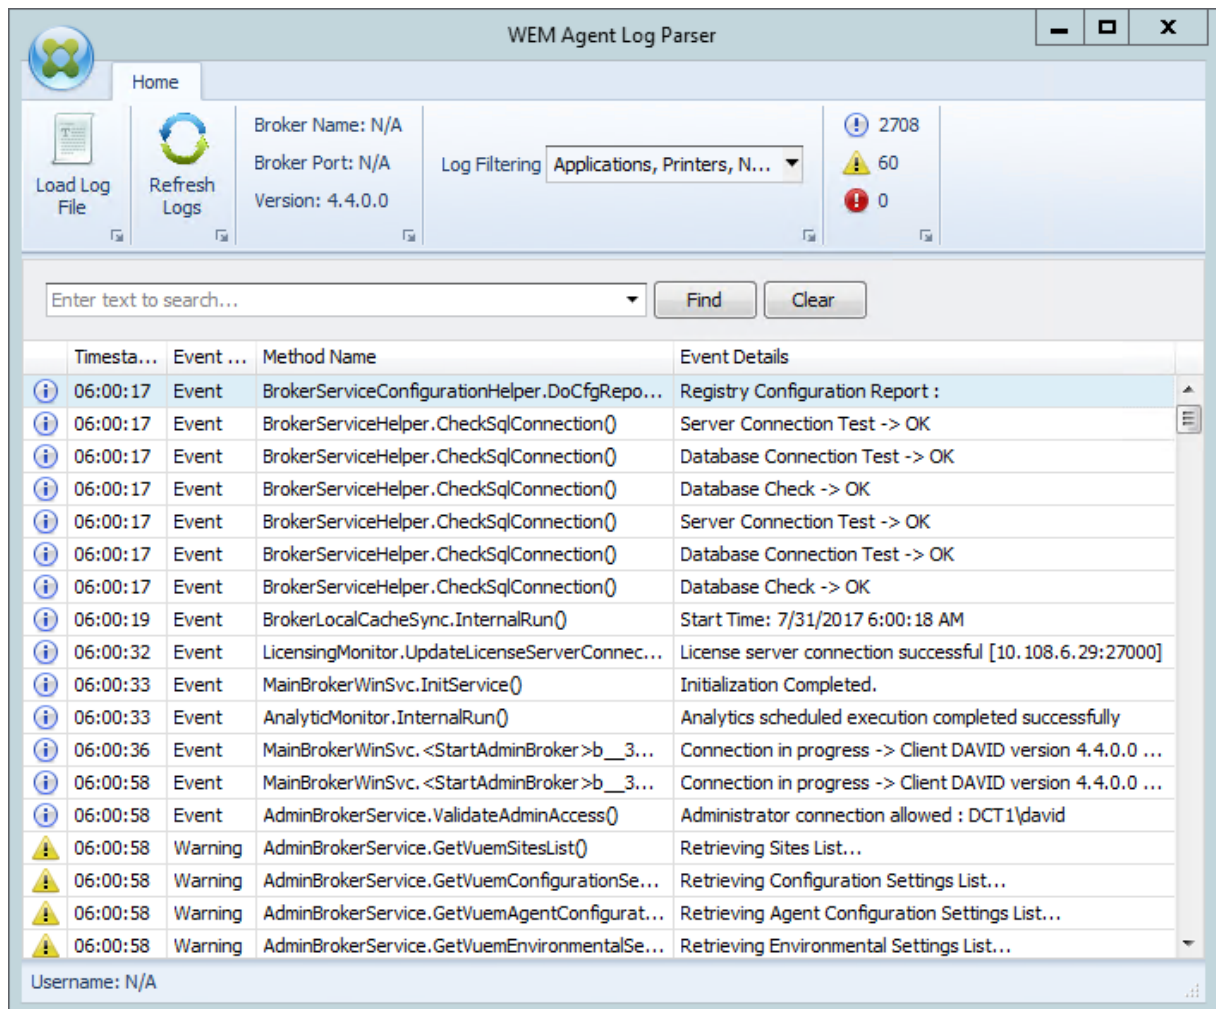 WEM Agent Log Parser
Home
Load Log File
Refresh Logs
Broker Name: N/A
Broker Port: N/A
Version: 4.4.0.0
Log Filtering Applications, Printers, N...
2708
60
0
Enter text to search...
Find
Clear
Timesta... Event ... Method Name Event Details
06:00:17 Event BrokerServiceConfigurationHelper.DoCfgRepo... Registry Configuration Report :
06:00:17 Event BrokerServiceHelper.CheckSqlConnection() Server Connection Test -> OK
06:00:17 Event BrokerServiceHelper.CheckSqlConnection() Database Connection Test -> OK
06:00:17 Event BrokerServiceHelper.CheckSqlConnection() Database Check -> OK
06:00:17 Event BrokerServiceHelper.CheckSqlConnection() Server Connection Test -> OK
06:00:17 Event BrokerServiceHelper.CheckSqlConnection() Database Connection Test -> OK
06:00:17 Event BrokerServiceHelper.CheckSqlConnection() Database Check -> OK
06:00:19 Event BrokerLocalCacheSync.InternalRun() Start Time: 7/31/2017 6:00:18 AM
06:00:32 Event LicensingMonitor.UpdateLicenseServerConnec... License server connection successful [10.108.6.29:27000]
06:00:33 Event MainBrokerWinSvc.InitService() Initialization Completed.
06:00:33 Event AnalyticMonitor.InternalRun() Analytics scheduled execution completed successfully
06:00:36 Event MainBrokerWinSvc.<StartAdminBroker>b__3... Connection in progress -> Client DAVID version 4.4.0.0 ...
06:00:58 Event MainBrokerWinSvc.<StartAdminBroker>b__3... Connection in progress -> Client DAVID version 4.4.0.0 ...
06:00:58 Event AdminBrokerService.ValidateAdminAccess() Administrator connection allowed : DCT1\david
06:00:58 Warning AdminBrokerService.GetVuemSitesList() Retrieving Sites List...
06:00:58 Warning AdminBrokerService.GetVuemConfigurationSe... Retrieving Configuration Settings List...
06:00:58 Warning AdminBrokerService.GetVuemAgentConfigurat... Retrieving Agent Configuration Settings List...
06:00:58 Warning AdminBrokerService.GetVuemEnvironmentalSe... Retrieving Environmental Settings List...
Username: N/A